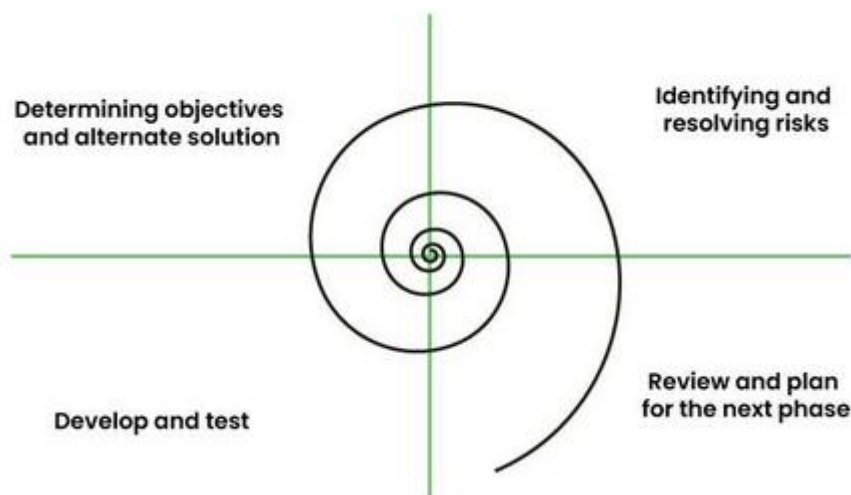 Determining objectives
and alternate solution
Identifying and
resolving risks
Develop and test
Review and plan
for the next phase